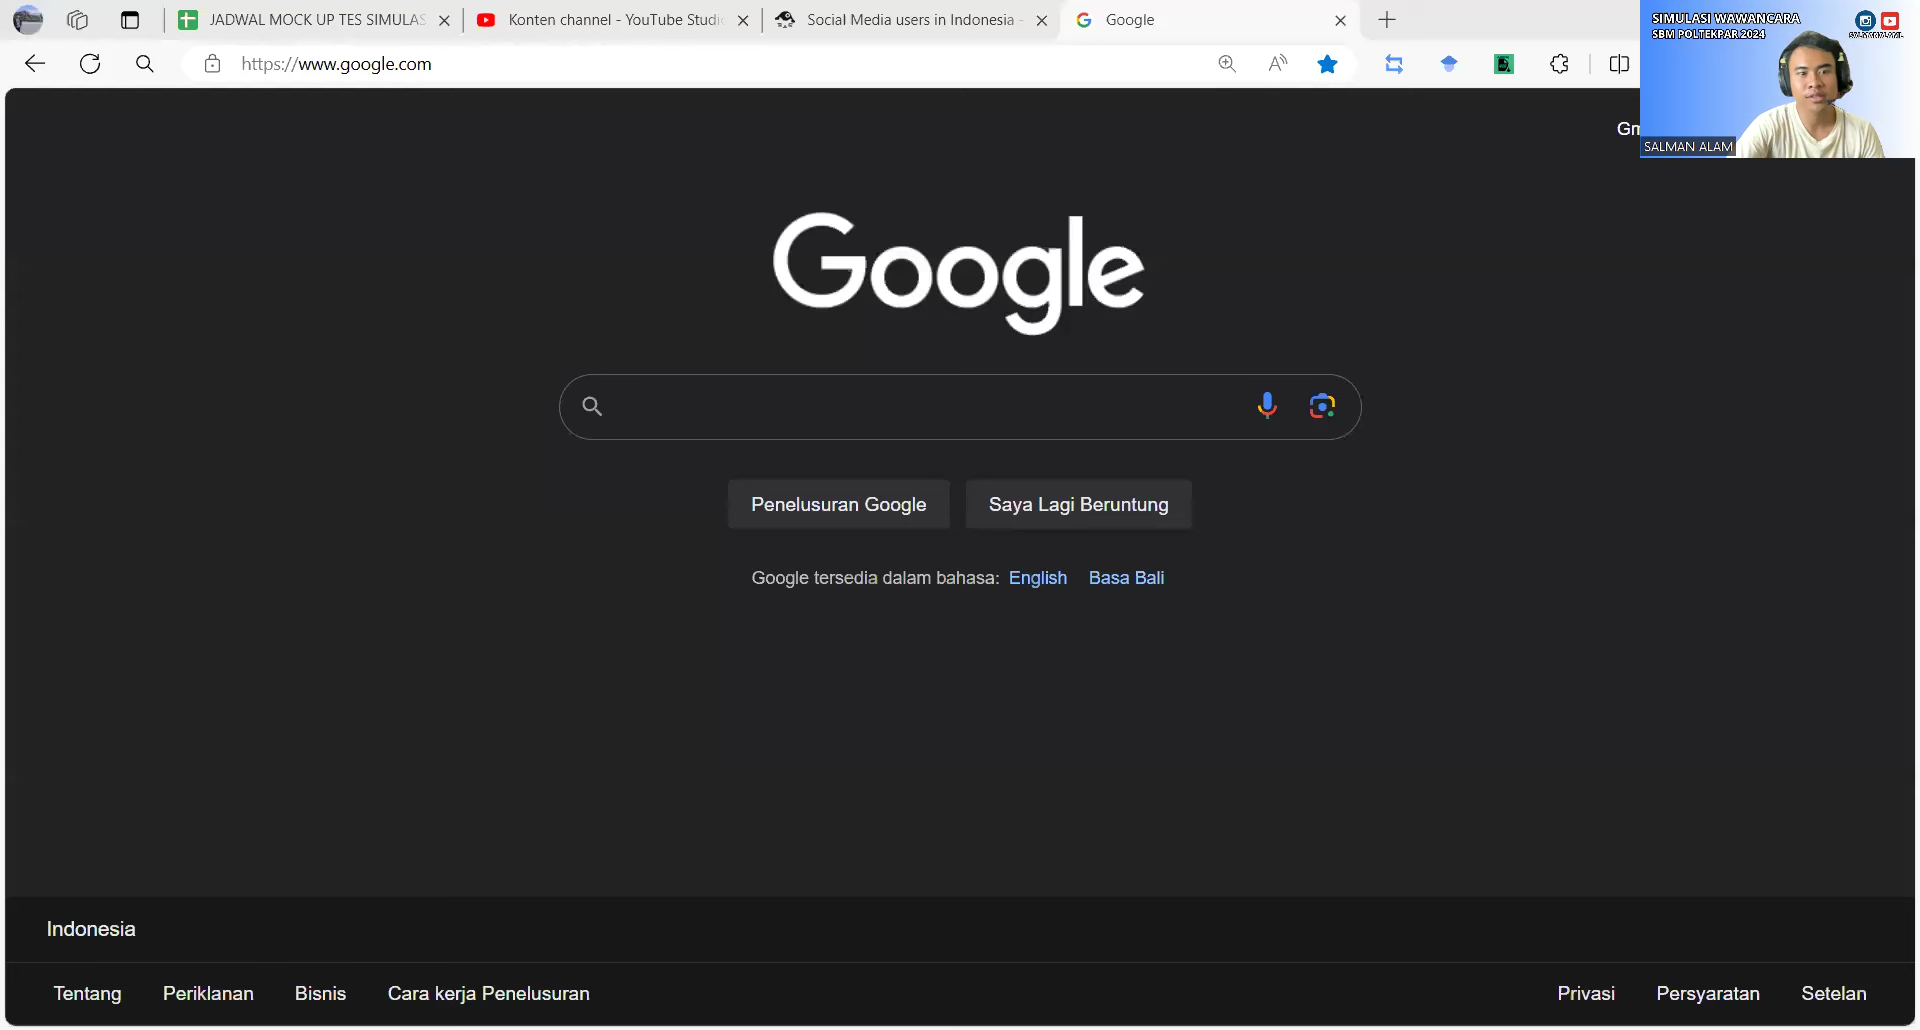 JADWAL MOCK UP TES SIMULAS
Konten channel - YouTube Studi
Social Media users in Indonesia -
Google
https://www.google.com
SIMULASI WAWANCARA
SBM POLTEKPAR 2024
SALMAN ALAM
Gm
Google
Penelusuran Google
Saya Lagi Beruntung
Google tersedia dalam bahasa: English Basa Bali
Indonesia
Tentang Periklanan Bisnis Cara kerja Penelusuran Privasi Persyaratan Setelan